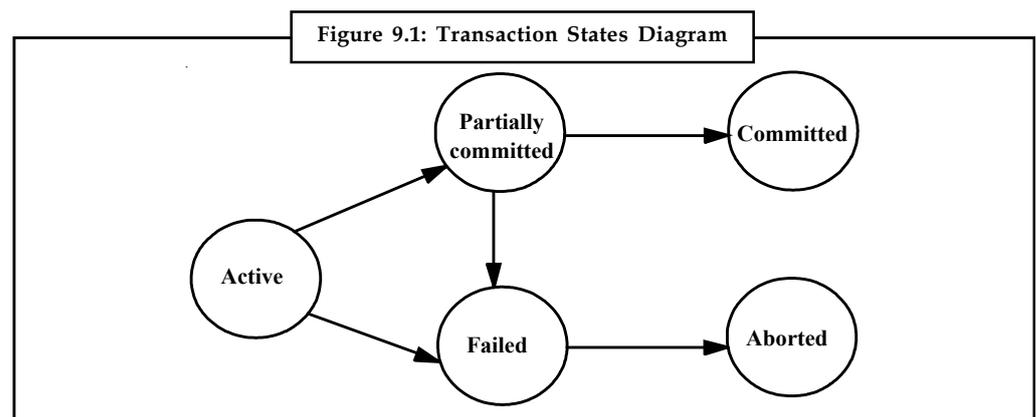 Figure 9.1: Transaction States Diagram
Partially
committed
Committed
Active
Failed
Aborted